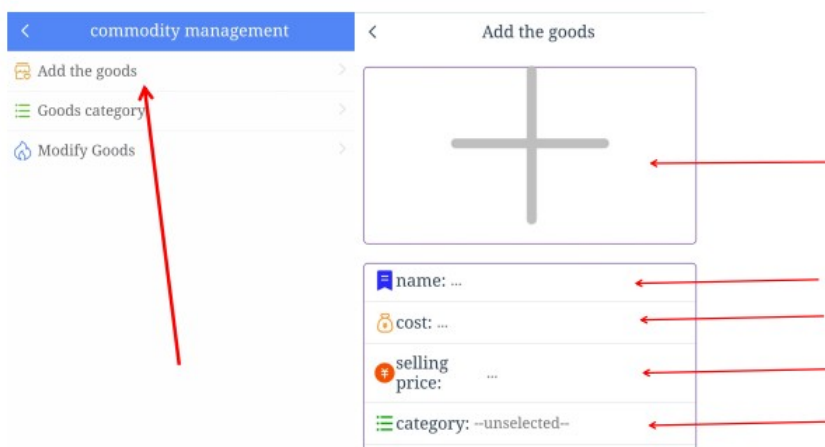 commodity management
Add the goods
Goods category
Modify Goods
Add the goods
name: ...
cost: ...
selling
price: ...
category: --unselected--